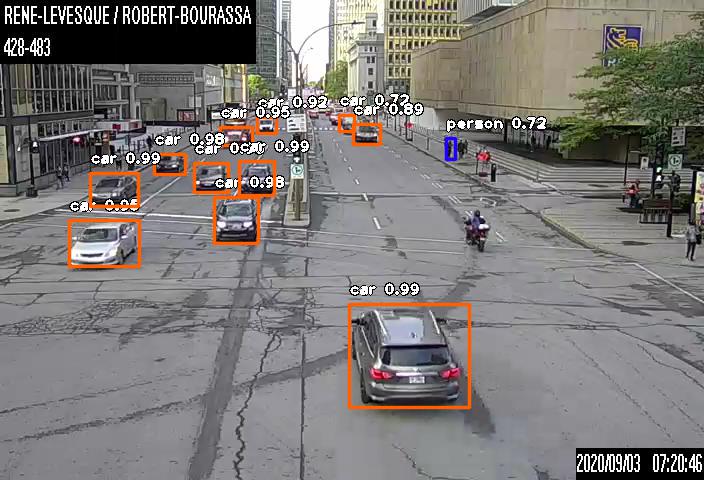 RENE-LEVESQUE / ROBERT-BOURASSA
428-483
car 0.92
car 0.95
car 0.72
car 0.89
person 0.72
car 0.98
car 0.99
car 0.99
car 0.98
car 0.99
2020/09/03 07:20:46